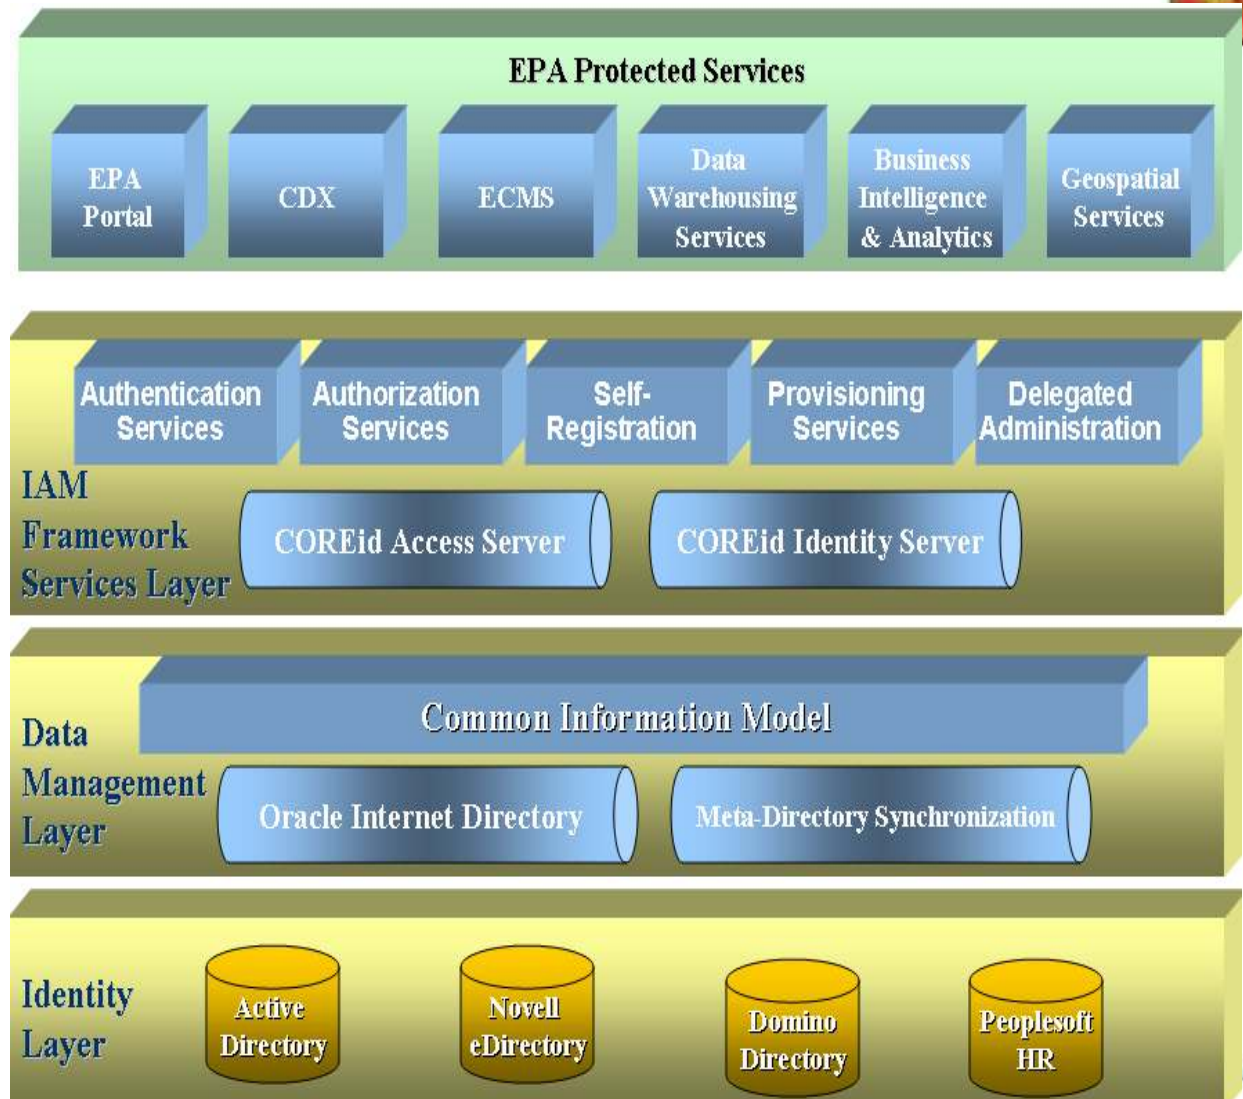 EPA Protected Services
EPA
Portal
CDX
ECMS
Data
Warehousing
Services
Business
Intelligence
& Analytics
Geospatial
Services
Authentication
Services
Authorization
Services
Self-
Registration
Provisioning
Services
Delegated
Administration
IAM
Framework
Services Layer
COREid Access Server
COREid Identity Server
Common Information Model
Data
Management
Layer
Oracle Internet Directory
Meta-Directory Synchronization
Identity
Layer
Active
Directory
Novell
eDirectory
Domino
Directory
Peoplesoft
HR